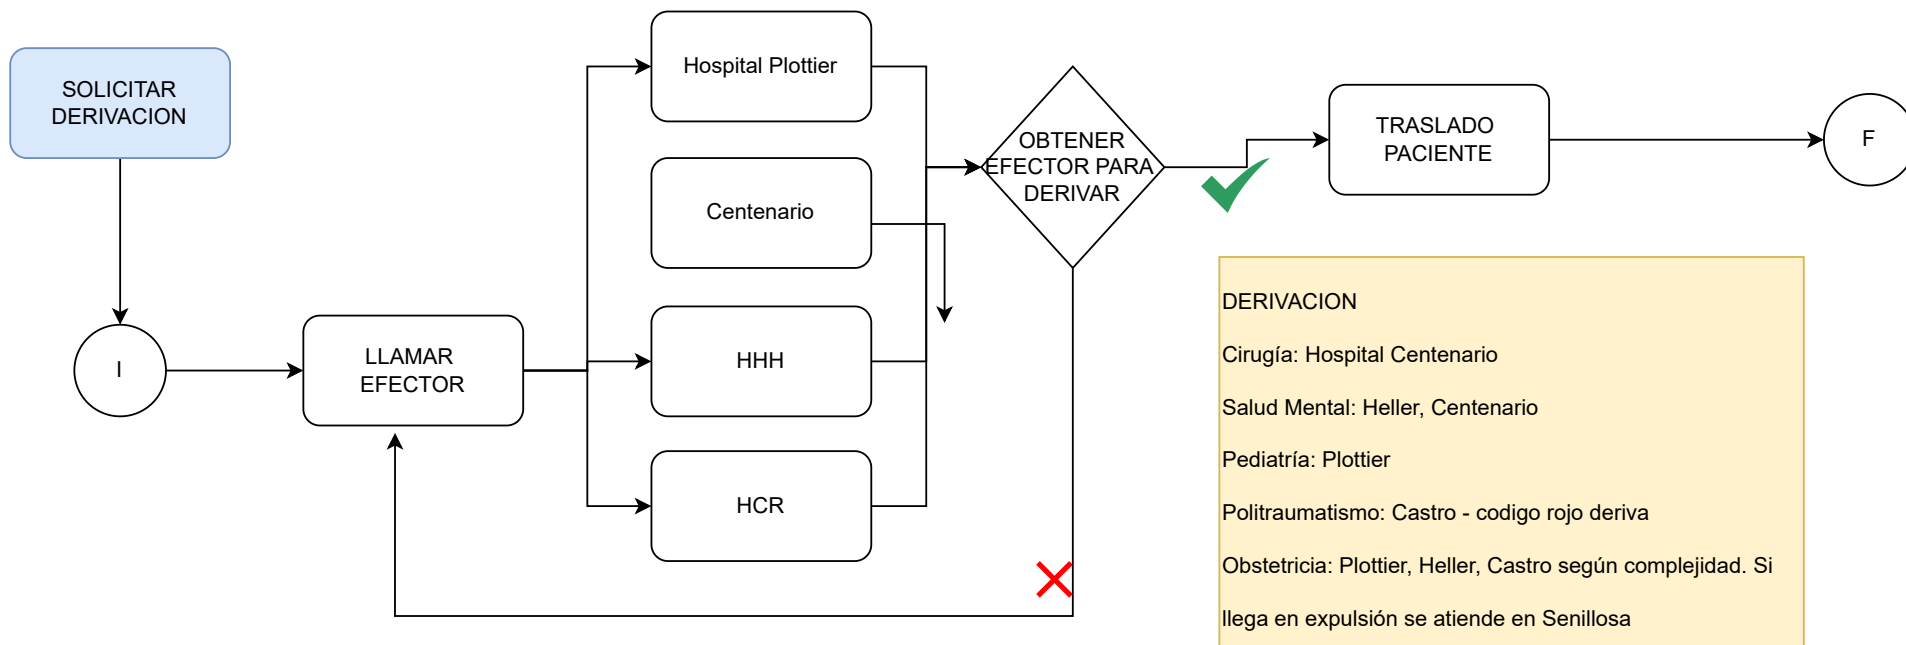 SOLICITAR
DERIVACION
I
LLAMAR
EFECTOR
Hospital Plottier
Centenario
HHH
HCR
OBTENER
EFECTOR PARA
DERIVAR
TRASLADO
PACIENTE
F
DERIVACION
Cirugía: Hospital Centenario
Salud Mental: Heller, Centenario
Pediatría: Plottier
Politraumatismo: Castro - codigo rojo deriva
Obstetricia: Plottier, Heller, Castro según complejidad. Si
llega en expulsión se atiende en Senillosa